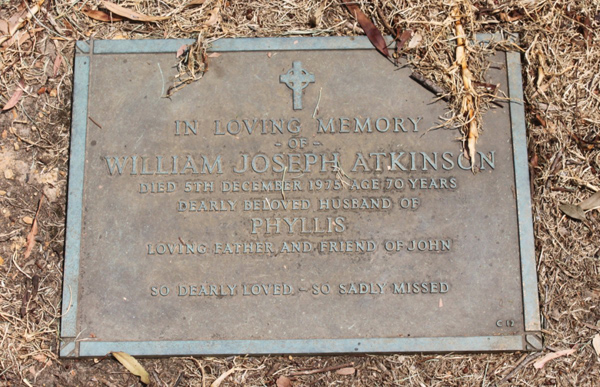 IN LOVING MEMORY
- OF -
WILLIAM JOSEPH ATKINSON
DIED 5TH DECEMBER 1975 AGE 70 YEARS
DEARLY BELOVED HUSBAND OF
PHYLLIS
LOVING FATHER AND FRIEND OF JOHN
SO DEARLY LOVED - SO SADLY MISSED
C12